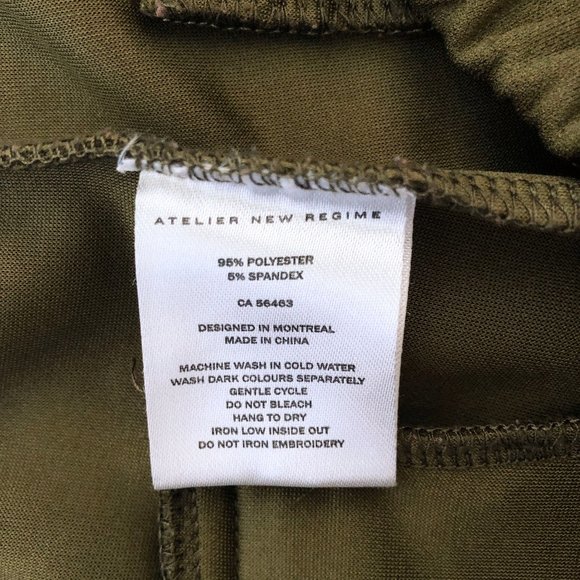 ATELIER NEW REGIME
95% POLYESTER
5% SPANDEX
CA 56463
DESIGNED IN MONTREAL
MADE IN CHINA
MACHINE WASH IN COLD WATER
WASH DARK COLOURS SEPARATELY
GENTLE CYCLE
DO NOT BLEACH
HANG TO DRY
IRON LOW INSIDE OUT
DO NOT IRON EMBROIDERY